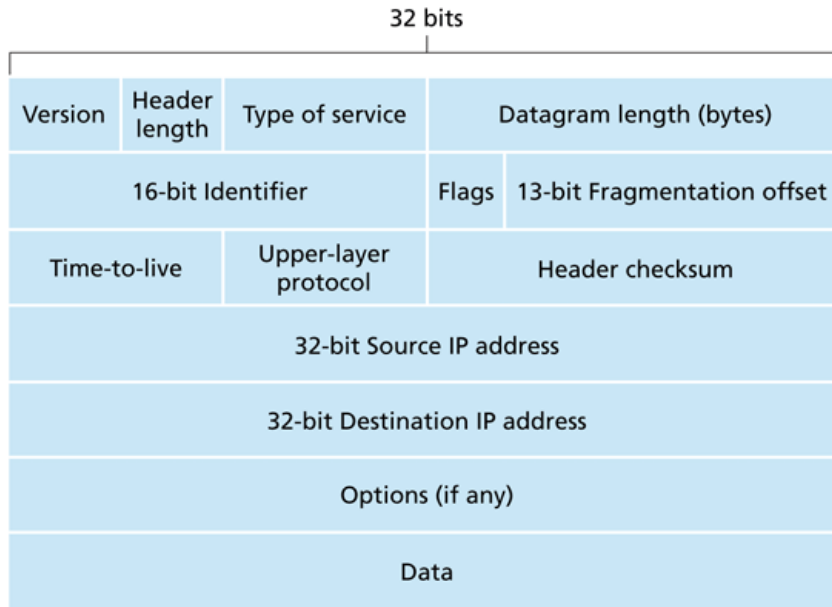 32 bits
Version
Header
length
Type of service
Datagram length (bytes)
16-bit Identifier
Flags
13-bit Fragmentation offset
Time-to-live
Upper-layer
protocol
Header checksum
32-bit Source IP address
32-bit Destination IP address
Options (if any)
Data